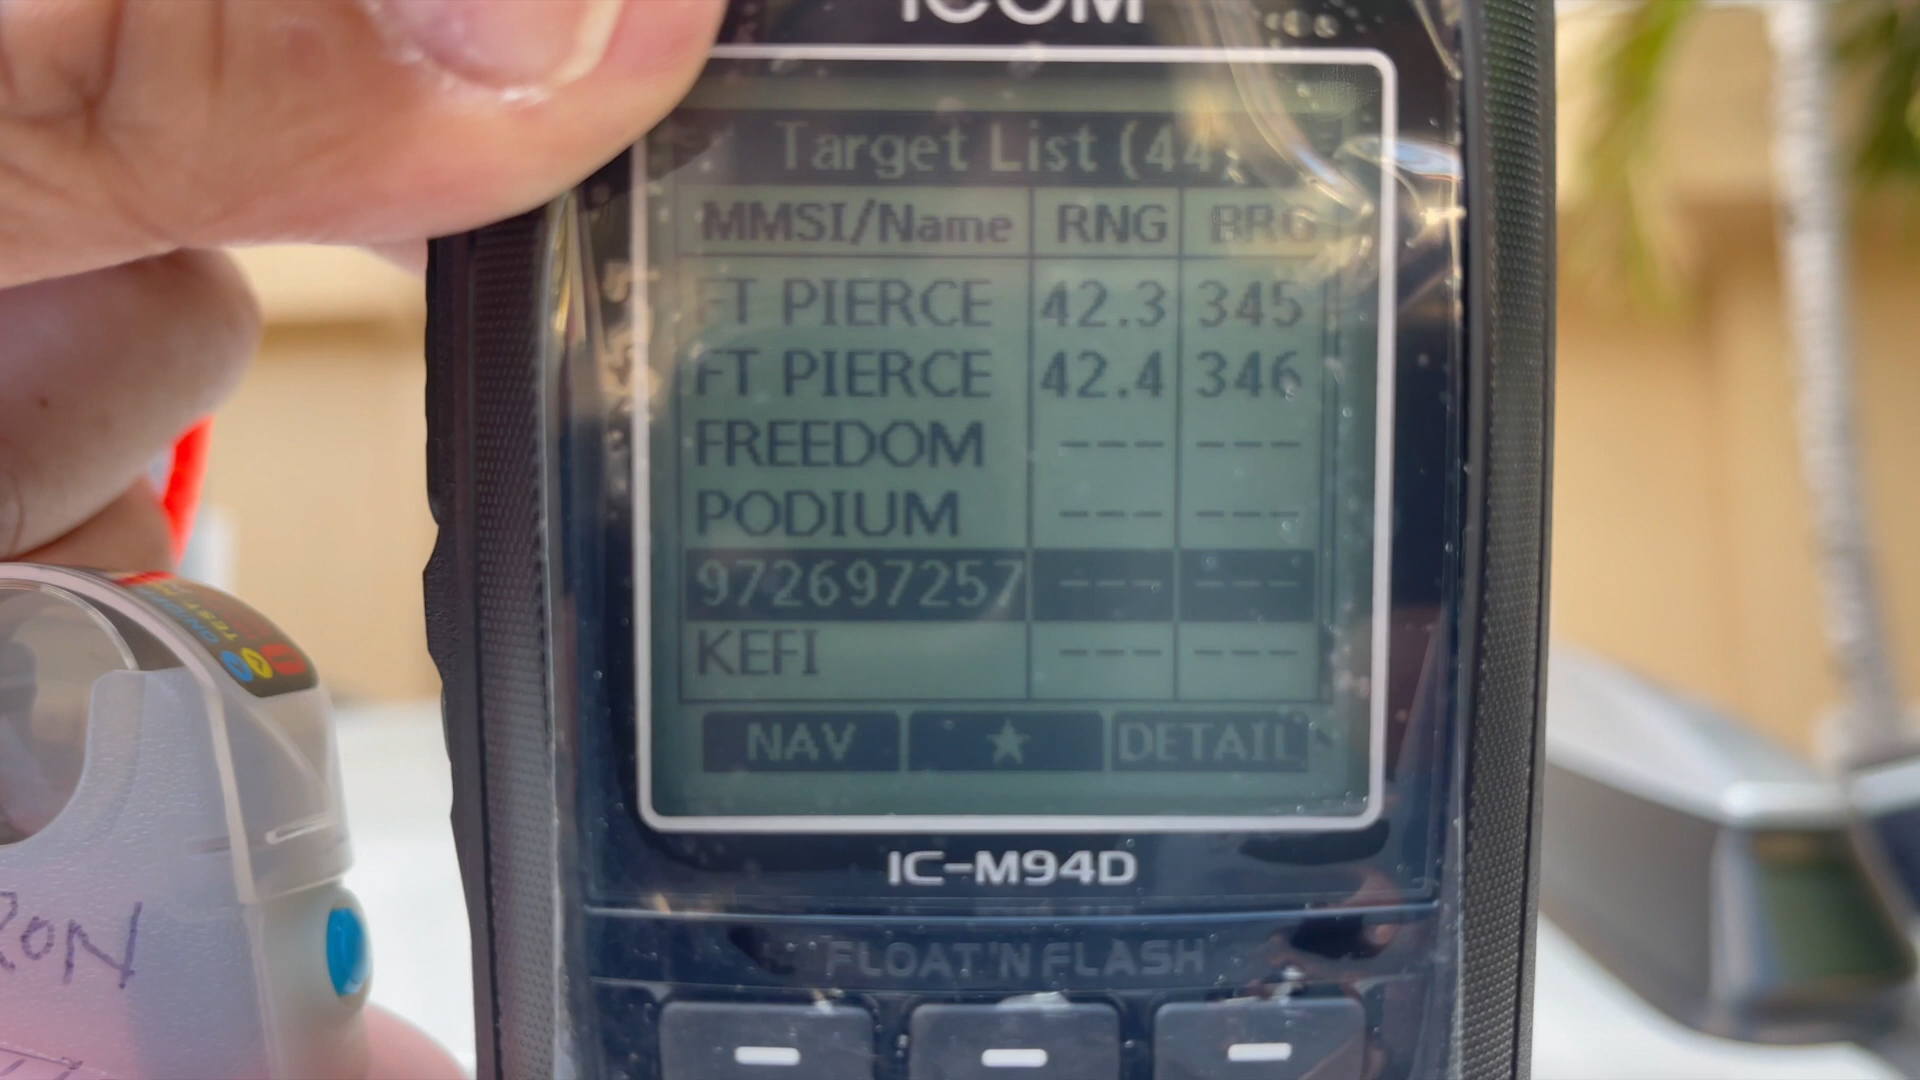 ICOM
Target List (44)
MMSI/Name RNG BRG
FT PIERCE 42.3 345
FT PIERCE 42.4 346
FREEDOM --- ---
PODIUM --- ---
972697257 --- ---
KEFI --- ---
NAV ★ DETAIL
IC-M94D
FLOAT'N FLASH
RON